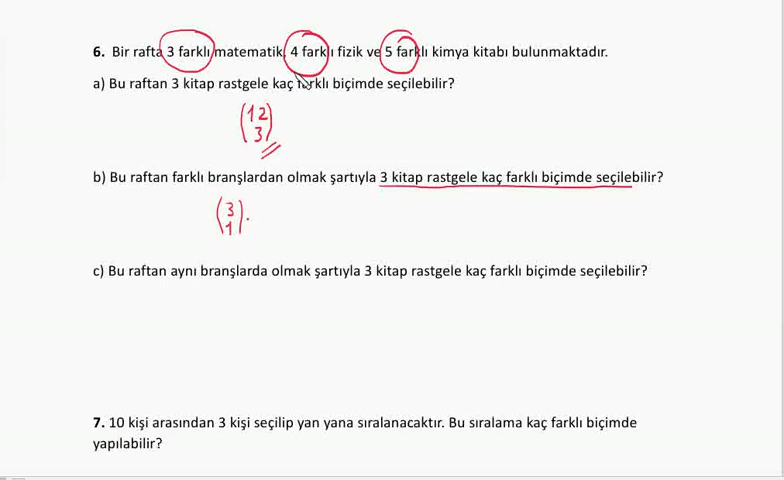 6. Bir rafta 3 farklı matematik, 4 farklı fizik ve 5 farklı kimya kitabı bulunmaktadır.
a) Bu raftan 3 kitap rastgele kaç farklı biçimde seçilebilir?
(12
3)
b) Bu raftan farklı branşlardan olmak şartıyla 3 kitap rastgele kaç farklı biçimde seçilebilir?
(3
1).
c) Bu raftan aynı branşlarda olmak şartıyla 3 kitap rastgele kaç farklı biçimde seçilebilir?
7. 10 kişi arasından 3 kişi seçilip yan yana sıralanacaktır. Bu sıralama kaç farklı biçimde
yapılabilir?